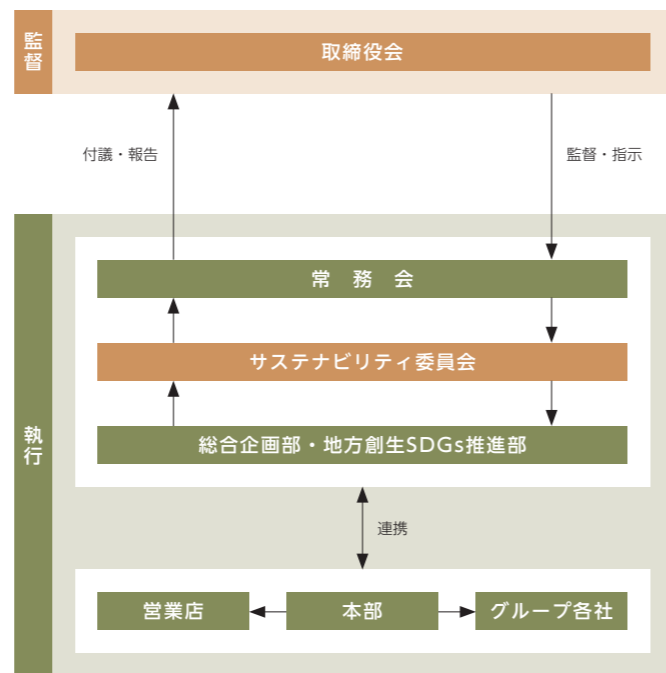 監督
取締役会
付議・報告
監督・指示
執行
常　務　会
サステナビリティ委員会
総合企画部・地方創生SDGs推進部
連携
営業店
本部
グループ各社